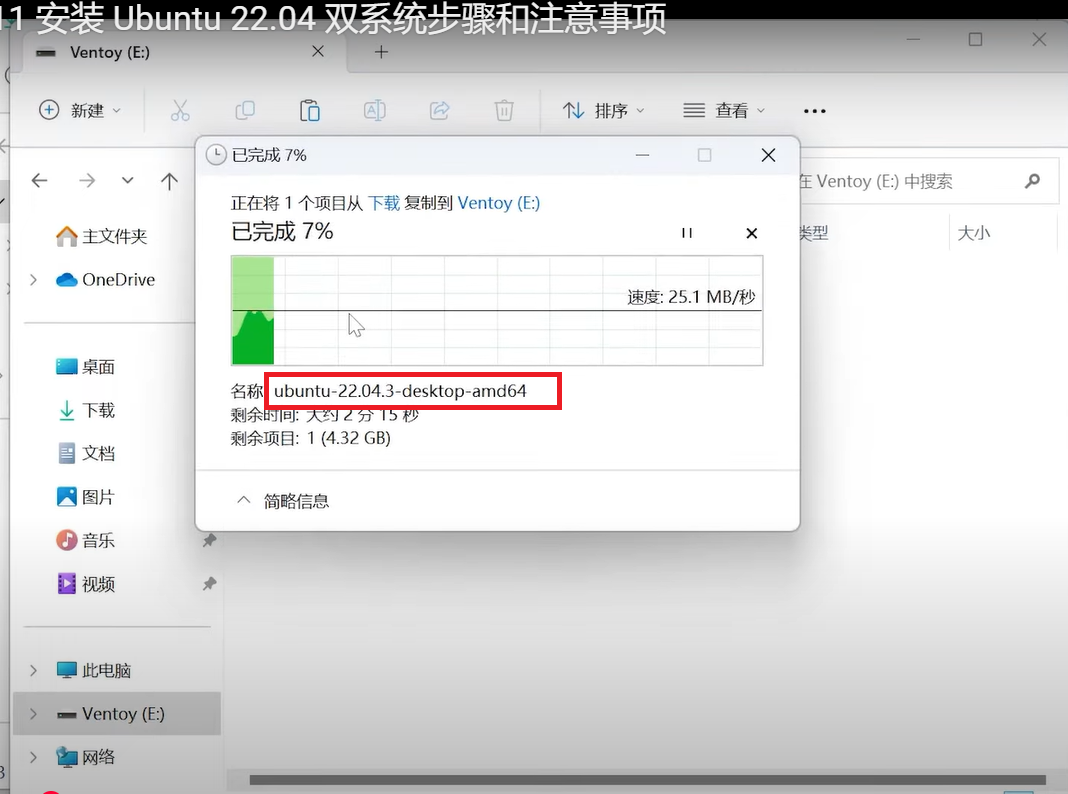 11 安装 Ubuntu 22.04 双系统步骤和注意事项
Ventoy (E:)
新建
排序
查看
已完成 7%
在 Ventoy (E:) 中搜索
正在将 1 个项目从 下载 复制到 Ventoy (E:)
已完成 7%
主文件夹
类型
大小
OneDrive
速度: 25.1 MB/秒
桌面
名称
ubuntu-22.04.3-desktop-amd64
下载
剩余时间: 大约 2 分 15 秒
剩余项目: 1 (4.32 GB)
文档
图片
简略信息
音乐
视频
此电脑
Ventoy (E:)
网络